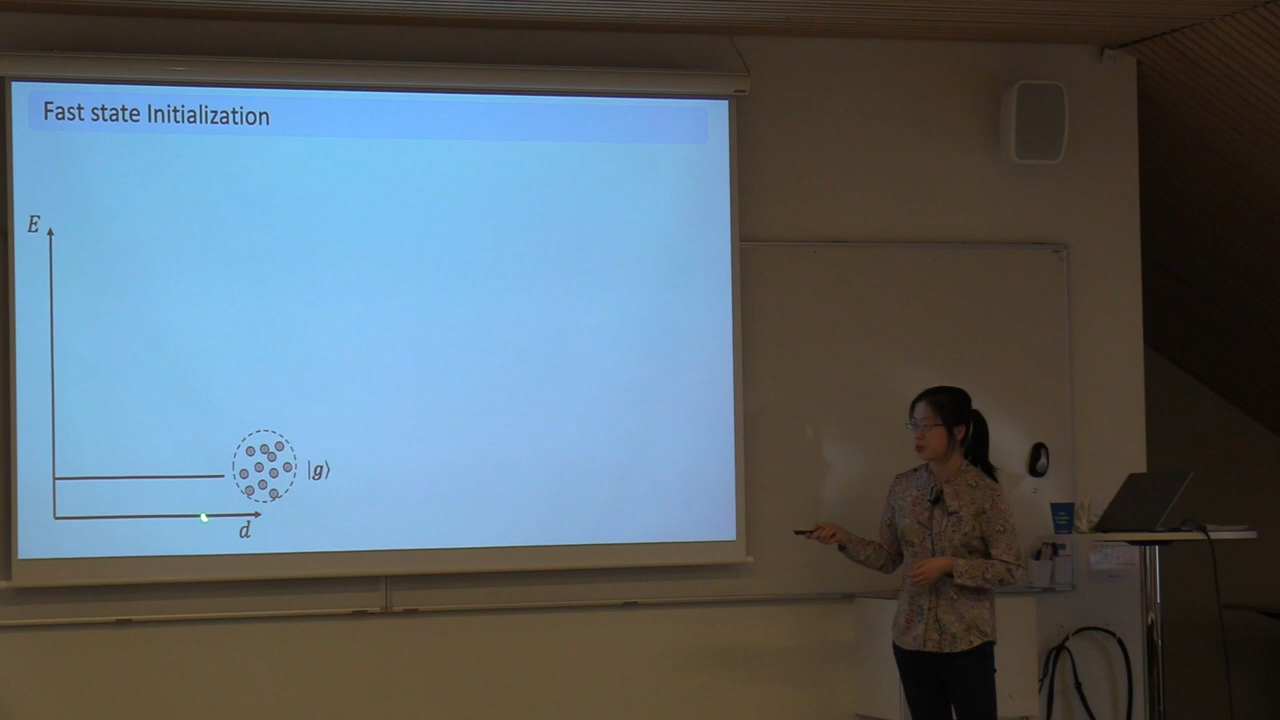 Fast state Initialization
E
|g⟩
d